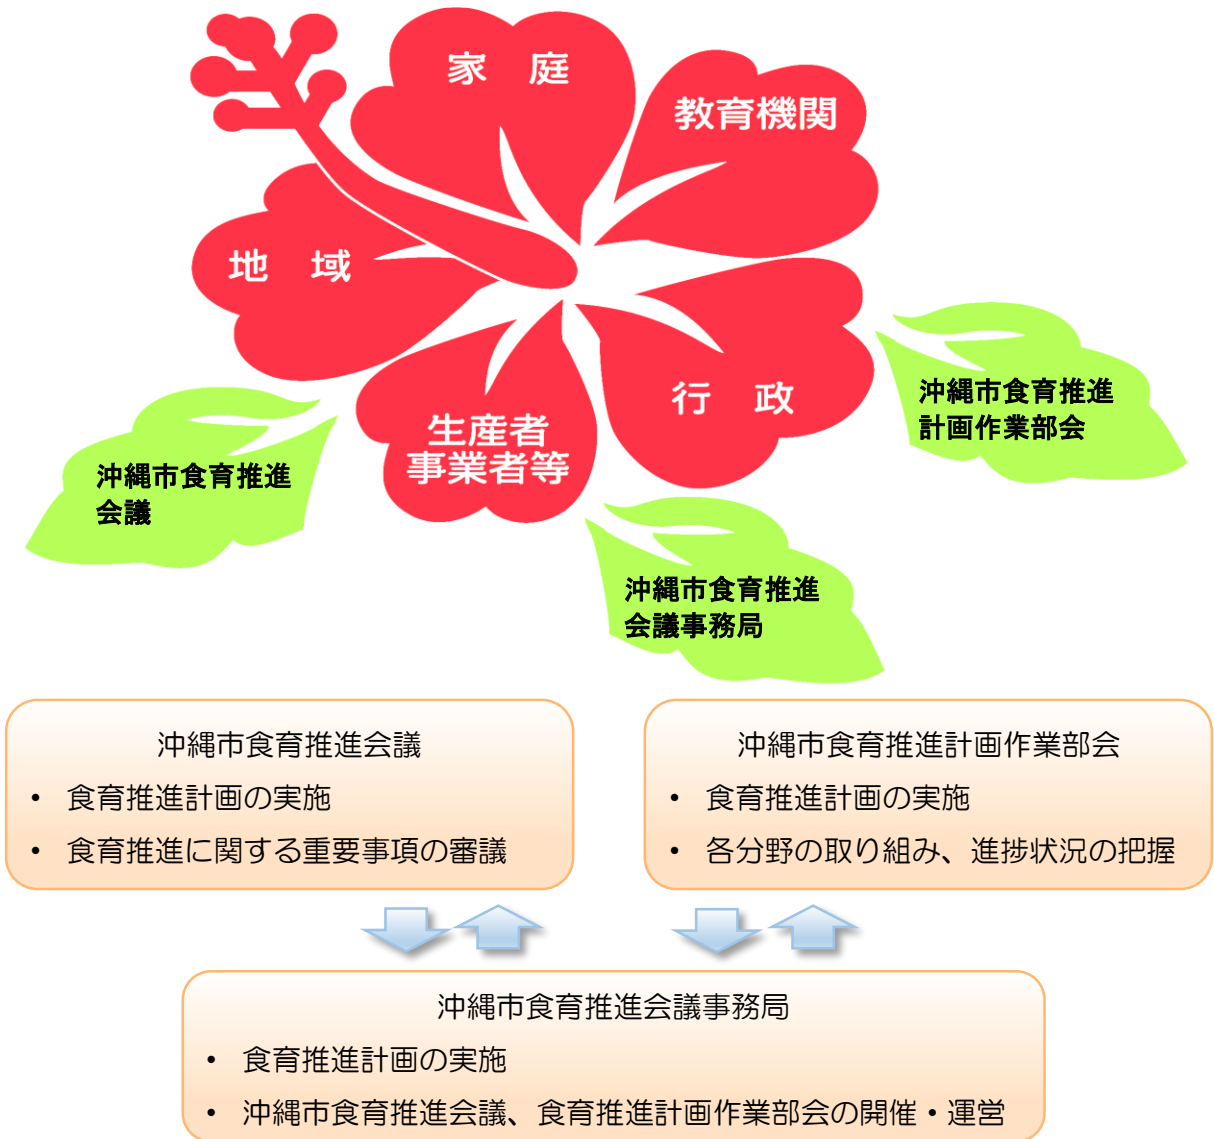 家　庭
教育機関
地　域
行　政
生産者
事業者等
沖縄市食育推進
計画作業部会
沖縄市食育推進
会議
沖縄市食育推進
会議事務局
沖縄市食育推進会議
• 食育推進計画の実施
• 食育推進に関する重要事項の審議
沖縄市食育推進計画作業部会
• 食育推進計画の実施
• 各分野の取り組み、進捗状況の把握
沖縄市食育推進会議事務局
• 食育推進計画の実施
• 沖縄市食育推進会議、食育推進計画作業部会の開催・運営